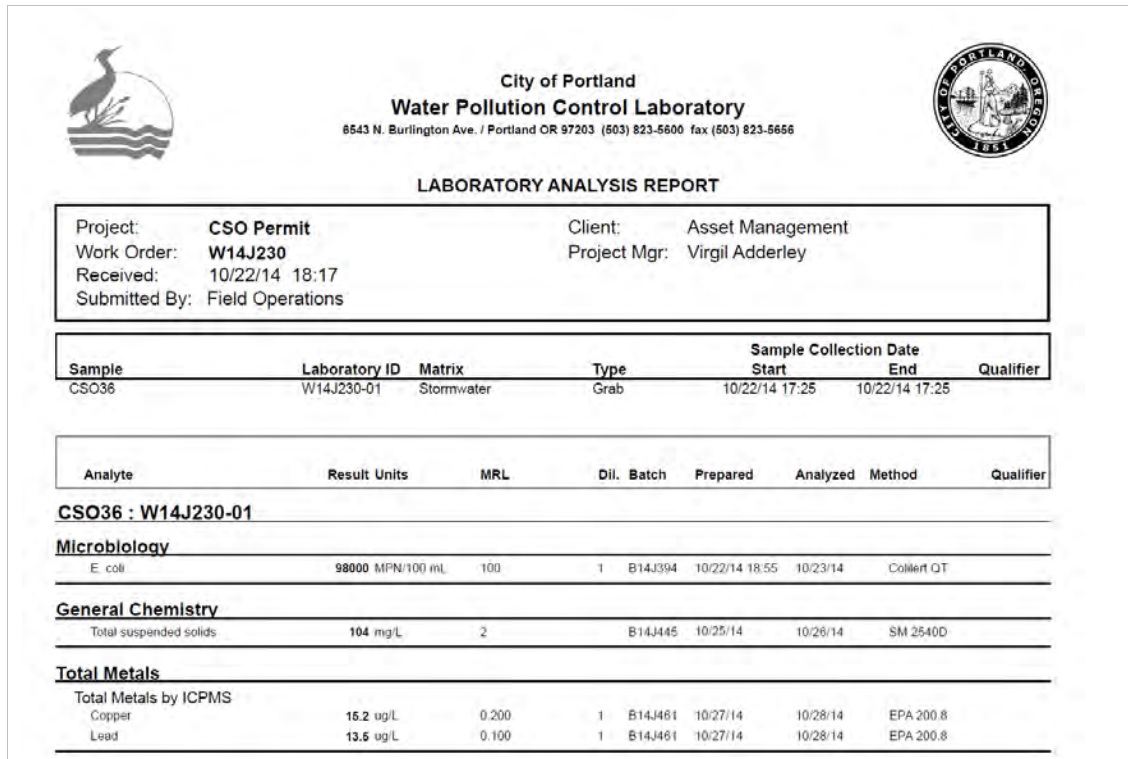 City of Portland
Water Pollution Control Laboratory
6543 N. Burlington Ave. / Portland OR 97203 (503) 823-5600 fax (503) 823-5656
CITY OF PORTLAND, OREGON
1851
LABORATORY ANALYSIS REPORT
Project: CSO Permit Client: Asset Management
Work Order: W14J230 Project Mgr: Virgil Adderley
Received: 10/22/14 18:17
Submitted By: Field Operations
Sample Collection Date
Sample Laboratory ID Matrix Type Start End Qualifier
CSO36 W14J230-01 Stormwater Grab 10/22/14 17:25 10/22/14 17:25
Analyte Result Units MRL Dil. Batch Prepared Analyzed Method Qualifier
CSO36 : W14J230-01
Microbiology
E. coli 98000 MPN/100 mL 100 1 B14J394 10/22/14 18:55 10/23/14 Colilert QT
General Chemistry
Total suspended solids 104 mg/L 2 B14J445 10/25/14 10/26/14 SM 2540D
Total Metals
Total Metals by ICPMS
Copper 15.2 ug/L 0.200 1 B14J461 10/27/14 10/28/14 EPA 200.8
Lead 13.5 ug/L 0.100 1 B14J461 10/27/14 10/28/14 EPA 200.8